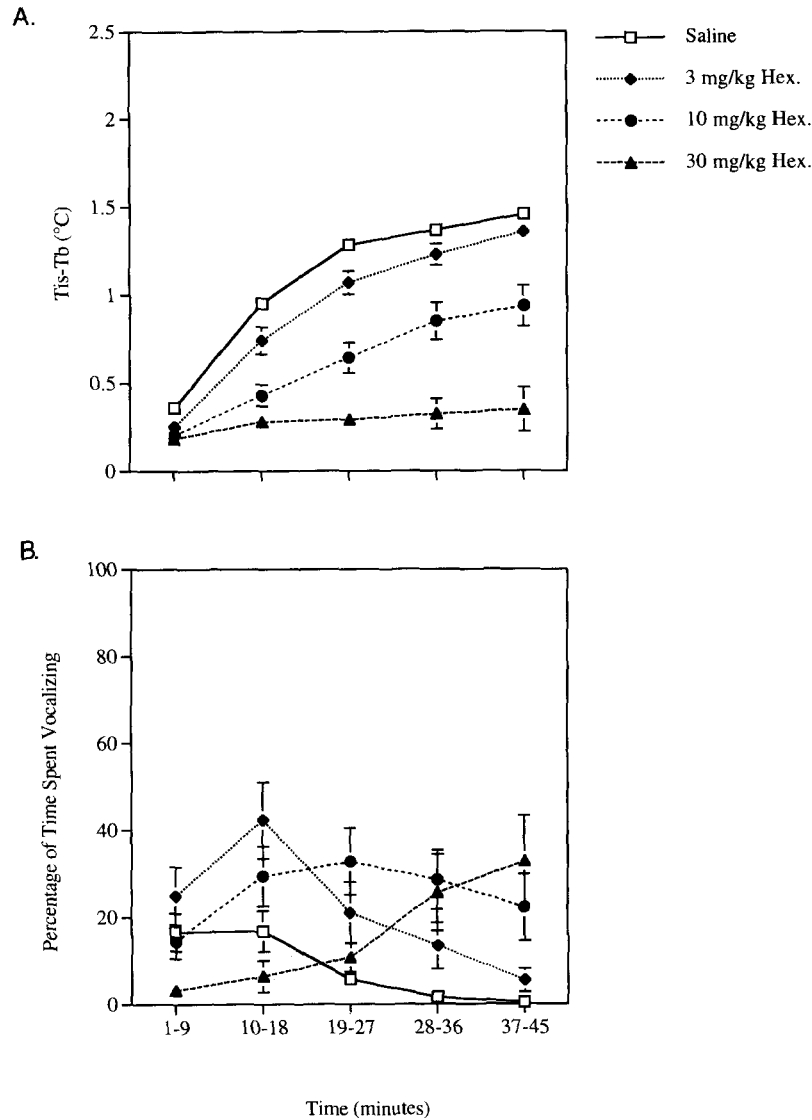 A.
2.5
2
1.5
1
0.5
0
Tis-Tb (°C)
Saline
3 mg/kg Hex.
10 mg/kg Hex.
30 mg/kg Hex.
B.
100
80
60
40
20
0
Percentage of Time Spent Vocalizing
1-9
10-18
19-27
28-36
37-45
Time (minutes)